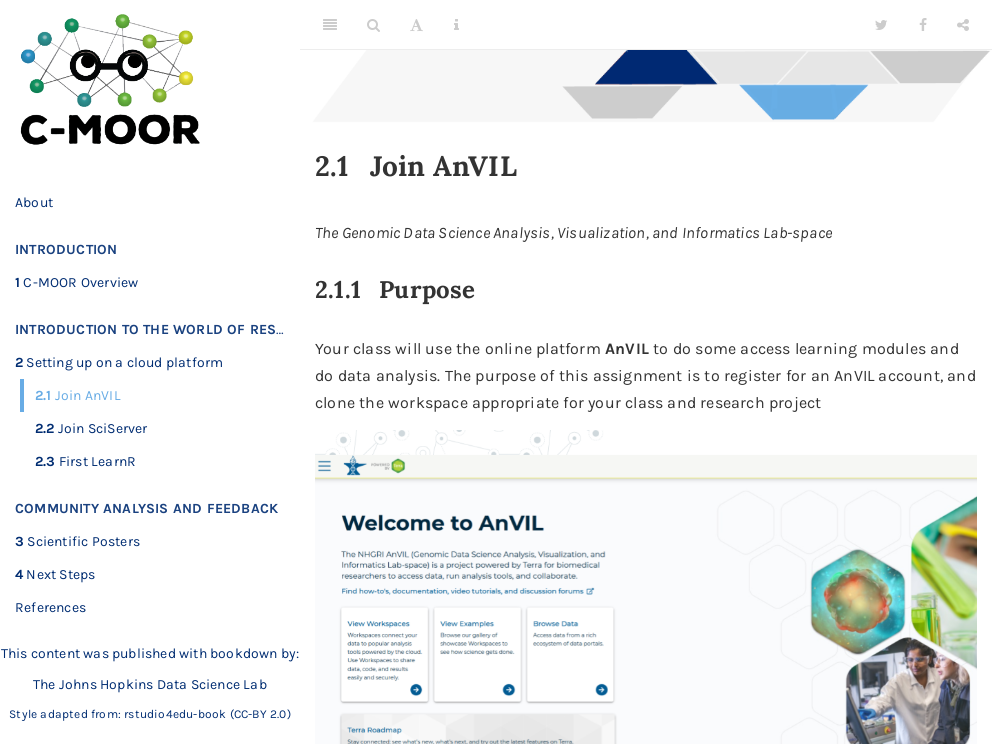 C-MOOR
About
INTRODUCTION
1 C-MOOR Overview
INTRODUCTION TO THE WORLD OF RES…
2 Setting up on a cloud platform
2.1 Join AnVIL
2.2 Join SciServer
2.3 First LearnR
COMMUNITY ANALYSIS AND FEEDBACK
3 Scientific Posters
4 Next Steps
References
This content was published with bookdown by:
The Johns Hopkins Data Science Lab
Style adapted from: rstudio4edu-book (CC-BY 2.0)
2.1 Join AnVIL
The Genomic Data Science Analysis, Visualization, and Informatics Lab-space
2.1.1 Purpose
Your class will use the online platform AnVIL to do some access learning modules and
do data analysis. The purpose of this assignment is to register for an AnVIL account, and
clone the workspace appropriate for your class and research project
Welcome to AnVIL
The NHGRI AnVIL (Genomic Data Science Analysis, Visualization, and
Informatics Lab-space) is a project powered by Terra for biomedical
researchers to access data, run analysis tools, and collaborate.
Find how-to's, documentation, video tutorials, and discussion forums
View Workspaces
Workspaces connect your
data to popular analysis
tools powered by the cloud.
Use Workspaces to share
data, code, and results
easily and securely.
View Examples
Browse our gallery of
showcase Workspaces to
see how science gets done.
Browse Data
Access data from a rich
ecosystem of data portals.
Terra Roadmap
Stay connected: see what's new, what's next, and try out the latest features on Terra.